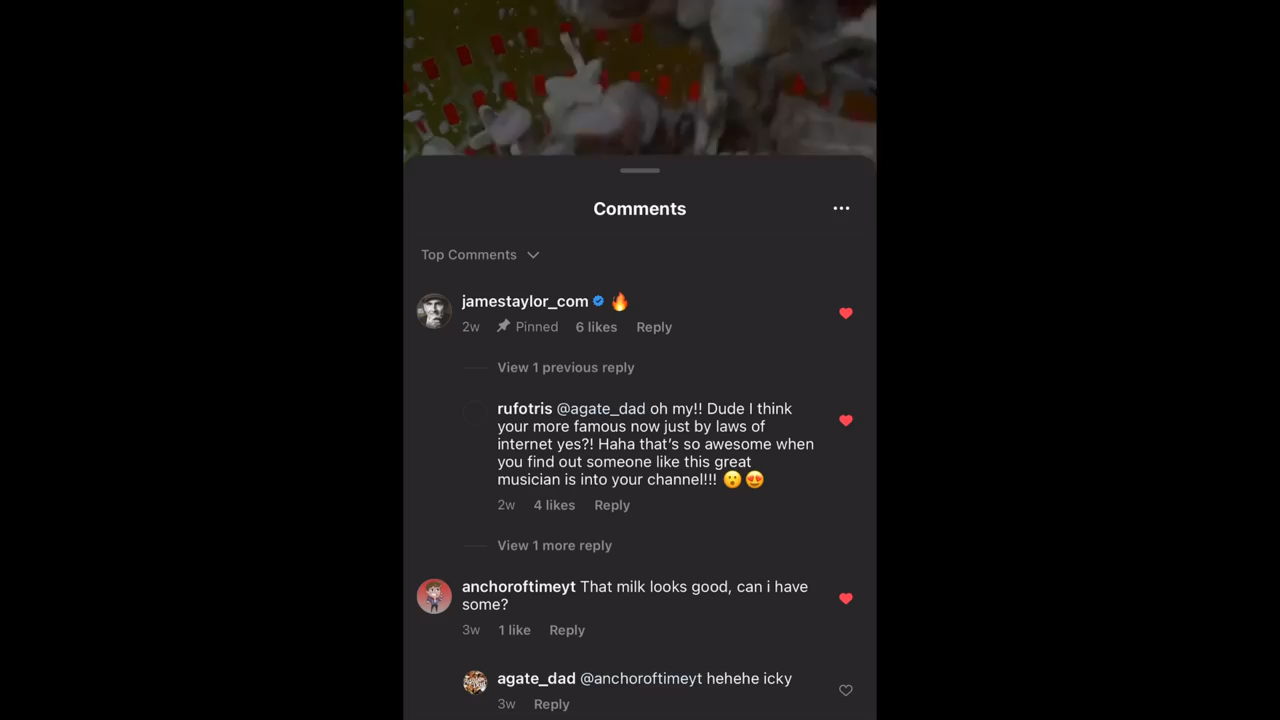 Comments
Top Comments
jamestaylor_com 🔥
2w Pinned 6 likes Reply
View 1 previous reply
rufotris @agate_dad oh my!! Dude I think
your more famous now just by laws of
internet yes?! Haha that’s so awesome when
you find out someone like this great
musician is into your channel!!! 😮😍
2w 4 likes Reply
View 1 more reply
anchoroftimeyt That milk looks good, can i have
some?
3w 1 like Reply
agate_dad @anchoroftimeyt hehehe icky
3w Reply